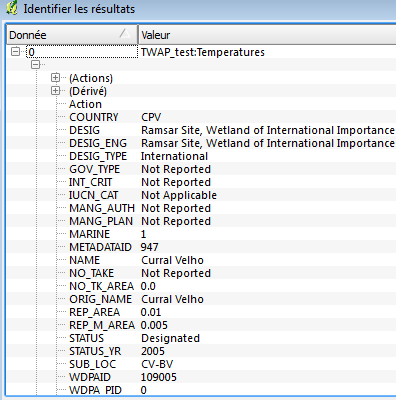 Identifier les résultats
Donnée Valeur
0 TWAP_test:Temperatures
(Actions)
(Dérivé)
Action
COUNTRY CPV
DESIG Ramsar Site, Wetland of International Importance
DESIG_ENG Ramsar Site, Wetland of International Importance
DESIG_TYPE International
GOV_TYPE Not Reported
INT_CRIT Not Reported
IUCN_CAT Not Applicable
MANG_AUTH Not Reported
MANG_PLAN Not Reported
MARINE 1
METADATAID 947
NAME Curral Velho
NO_TAKE Not Reported
NO_TK_AREA 0.0
ORIG_NAME Curral Velho
REP_AREA 0.01
REP_M_AREA 0.005
STATUS Designated
STATUS_YR 2005
SUB_LOC CV-BV
WDPAID 109005
WDPA_PID 0